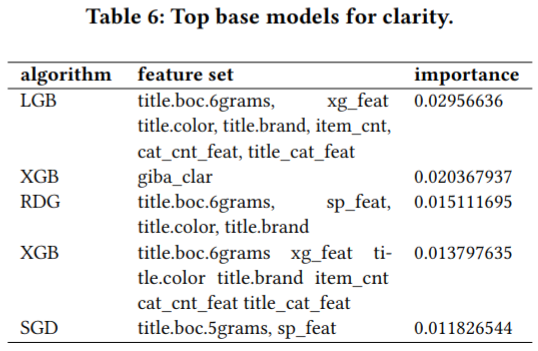 Table 6: Top base models for clarity.
algorithm feature set importance
LGB title.boc.6grams, xg_feat 0.02956636
title.color, title.brand, item_cnt,
cat_cnt_feat, title_cat_feat
XGB giba_clar 0.020367937
RDG title.boc.6grams, sp_feat, 0.015111695
title.color, title.brand
XGB title.boc.6grams xg_feat ti- 0.013797635
tle.color title.brand item_cnt
cat_cnt_feat title_cat_feat
SGD title.boc.5grams, sp_feat 0.011826544